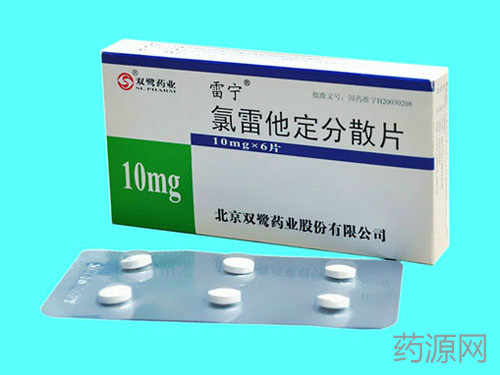 双鹭药业
SL PHARM
雷宁®
批准文号：国药准字H20030208
氯雷他定分散片
10mg×6片
10mg
北京双鹭药业股份有限公司
药源网